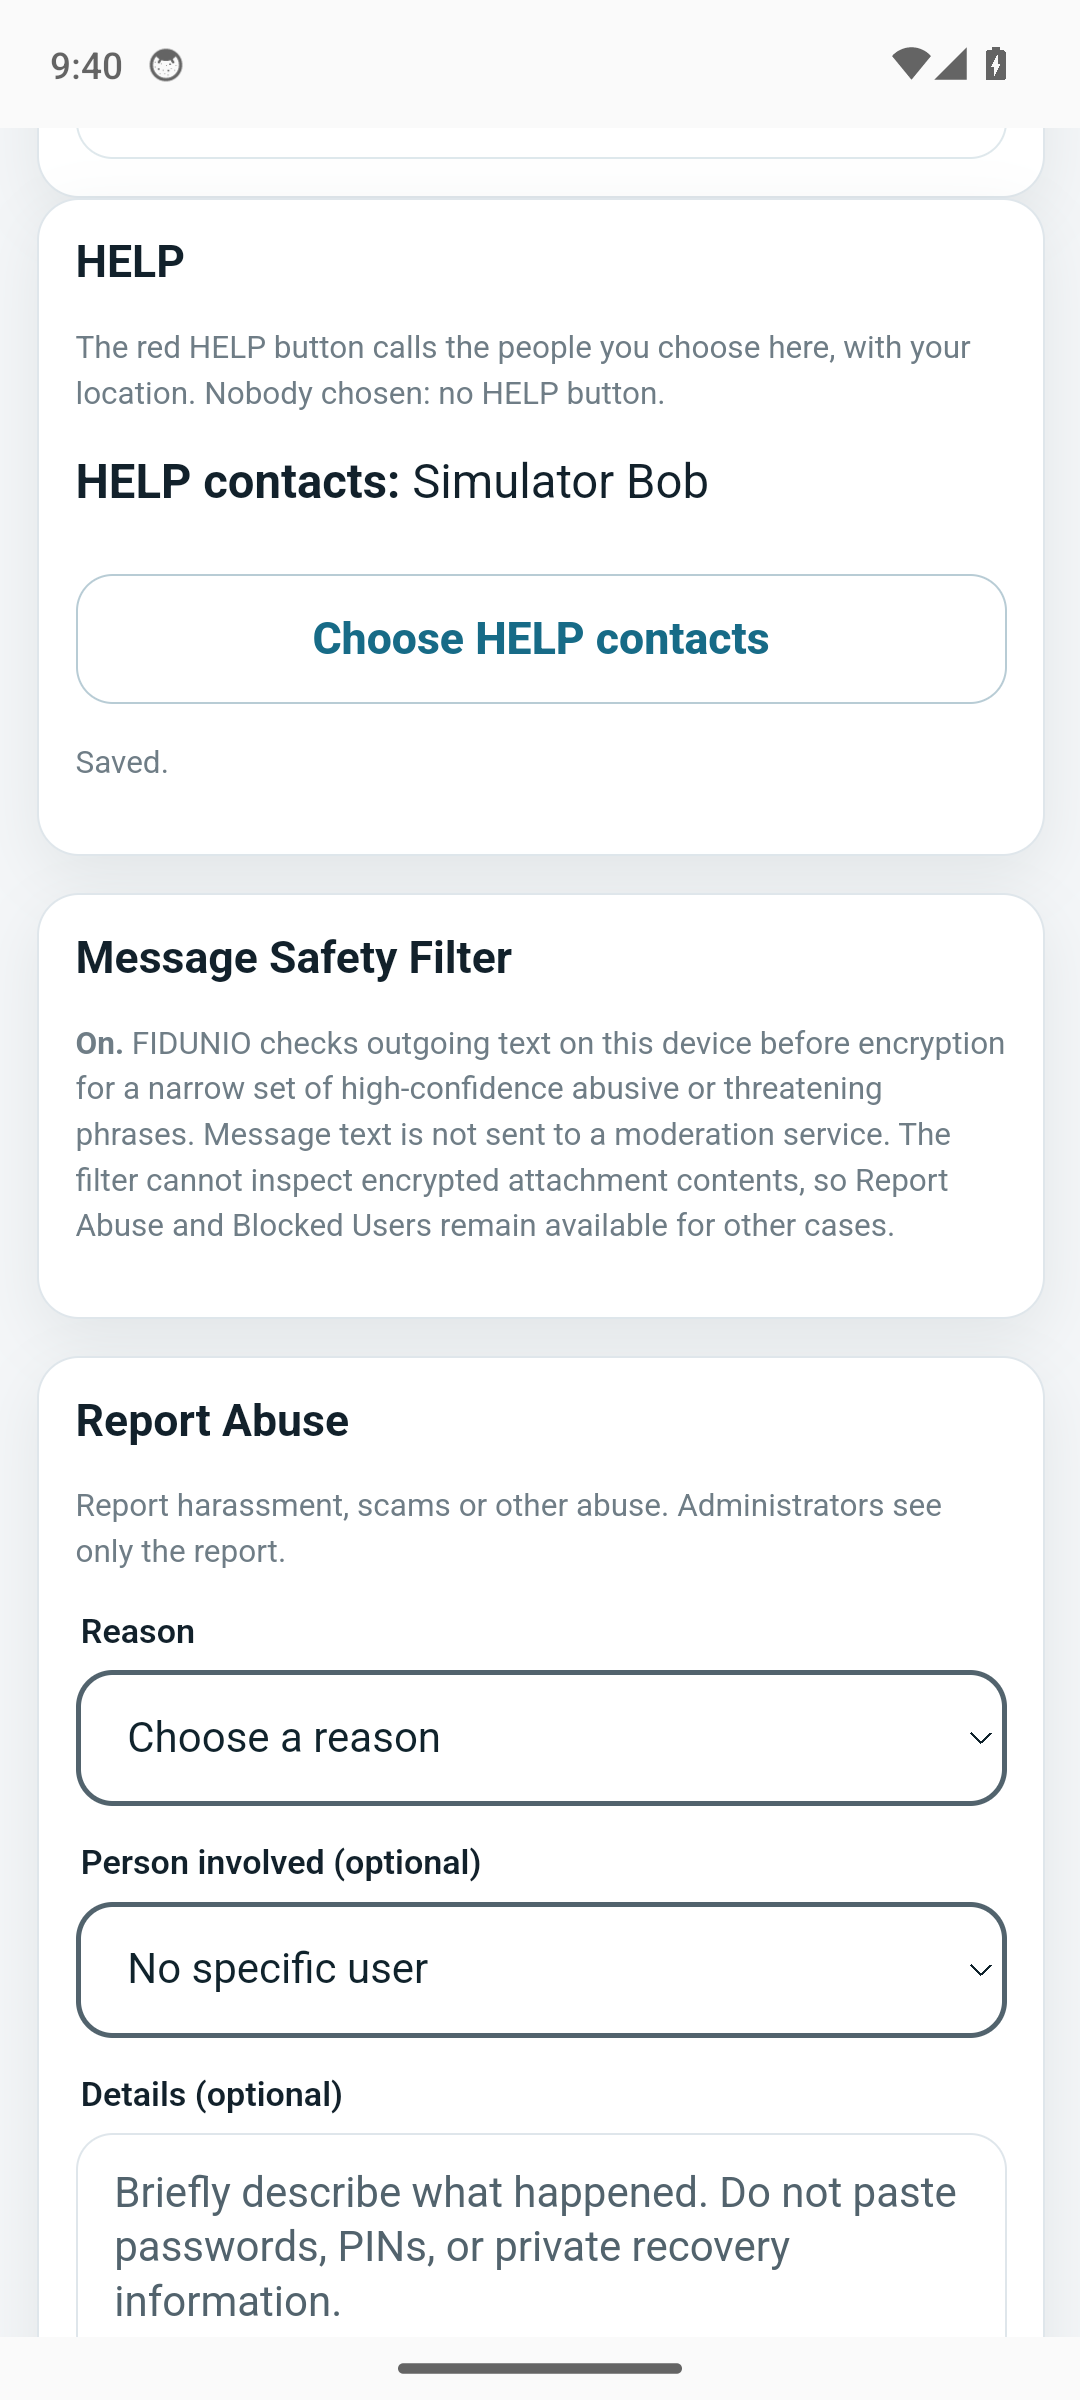 9:40
HELP
The red HELP button calls the people you choose here, with your
location. Nobody chosen: no HELP button.
HELP contacts: Simulator Bob
Choose HELP contacts
Saved.
Message Safety Filter
On. FIDUNIO checks outgoing text on this device before encryption
for a narrow set of high-confidence abusive or threatening
phrases. Message text is not sent to a moderation service. The
filter cannot inspect encrypted attachment contents, so Report
Abuse and Blocked Users remain available for other cases.
Report Abuse
Report harassment, scams or other abuse. Administrators see
only the report.
Reason
Choose a reason
Person involved (optional)
No specific user
Details (optional)
Briefly describe what happened. Do not paste
passwords, PINs, or private recovery
information.